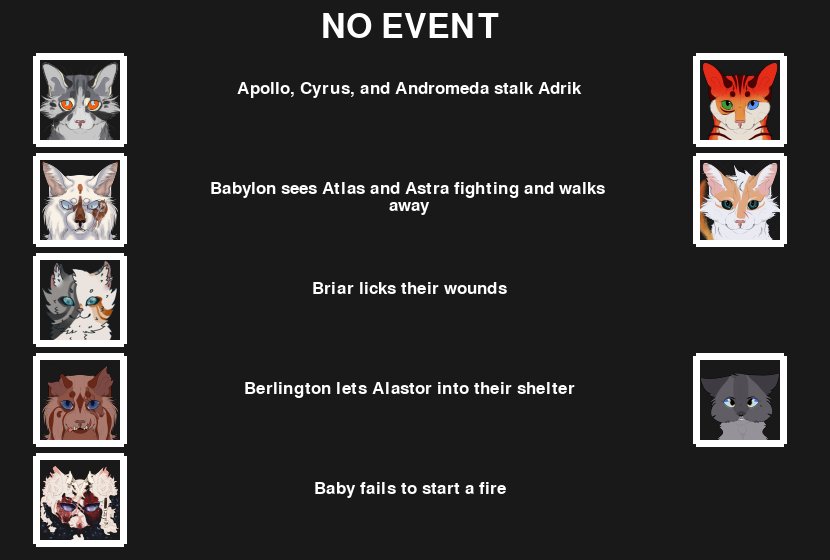 NO EVENT
Apollo, Cyrus, and Andromeda stalk Adrik
Babylon sees Atlas and Astra fighting and walks
away
Briar licks their wounds
Berlington lets Alastor into their shelter
Baby fails to start a fire